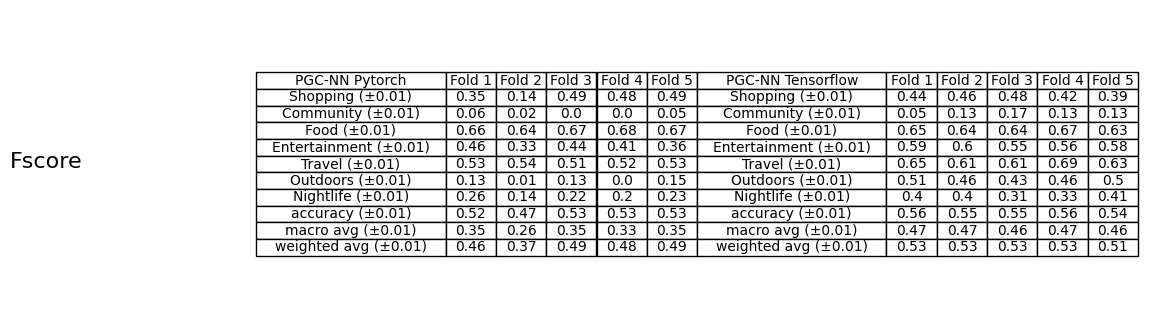 PGC-NN Pytorch Fold 1 Fold 2 Fold 3 Fold 4 Fold 5 PGC-NN Tensorflow Fold 1 Fold 2 Fold 3 Fold 4 Fold 5
Shopping (±0.01) 0.35 0.14 0.49 0.48 0.49 Shopping (±0.01) 0.44 0.46 0.48 0.42 0.39
Community (±0.01) 0.06 0.02 0.0 0.0 0.05 Community (±0.01) 0.05 0.13 0.17 0.13 0.13
Food (±0.01) 0.66 0.64 0.67 0.68 0.67 Food (±0.01) 0.65 0.64 0.64 0.67 0.63
Entertainment (±0.01) 0.46 0.33 0.44 0.41 0.36 Entertainment (±0.01) 0.59 0.6 0.55 0.56 0.58
Fscore
Travel (±0.01) 0.53 0.54 0.51 0.52 0.53 Travel (±0.01) 0.65 0.61 0.61 0.69 0.63
Outdoors (±0.01) 0.13 0.01 0.13 0.0 0.15 Outdoors (±0.01) 0.51 0.46 0.43 0.46 0.5
Nightlife (±0.01) 0.26 0.14 0.22 0.2 0.23 Nightlife (±0.01) 0.4 0.4 0.31 0.33 0.41
accuracy (±0.01) 0.52 0.47 0.53 0.53 0.53 accuracy (±0.01) 0.56 0.55 0.55 0.56 0.54
macro avg (±0.01) 0.35 0.26 0.35 0.33 0.35 macro avg (±0.01) 0.47 0.47 0.46 0.47 0.46
weighted avg (±0.01) 0.46 0.37 0.49 0.48 0.49 weighted avg (±0.01) 0.53 0.53 0.53 0.53 0.51